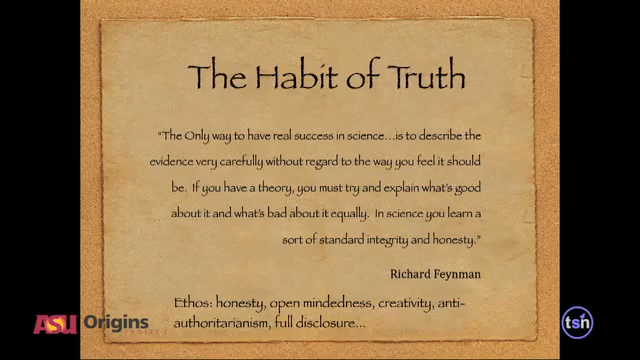 The Habit of Truth
"The Only way to have real success in science...is to describe the
evidence very carefully without regard to the way you feel it should
be. If you have a theory, you must try and explain what's good
about it and what's bad about it equally. In science you learn a
sort of standard integrity and honesty."
Richard Feynman
Ethos: honesty, open mindedness, creativity, anti-
authoritarianism, full disclosure...
ASU Origins
PROJECT
tsn